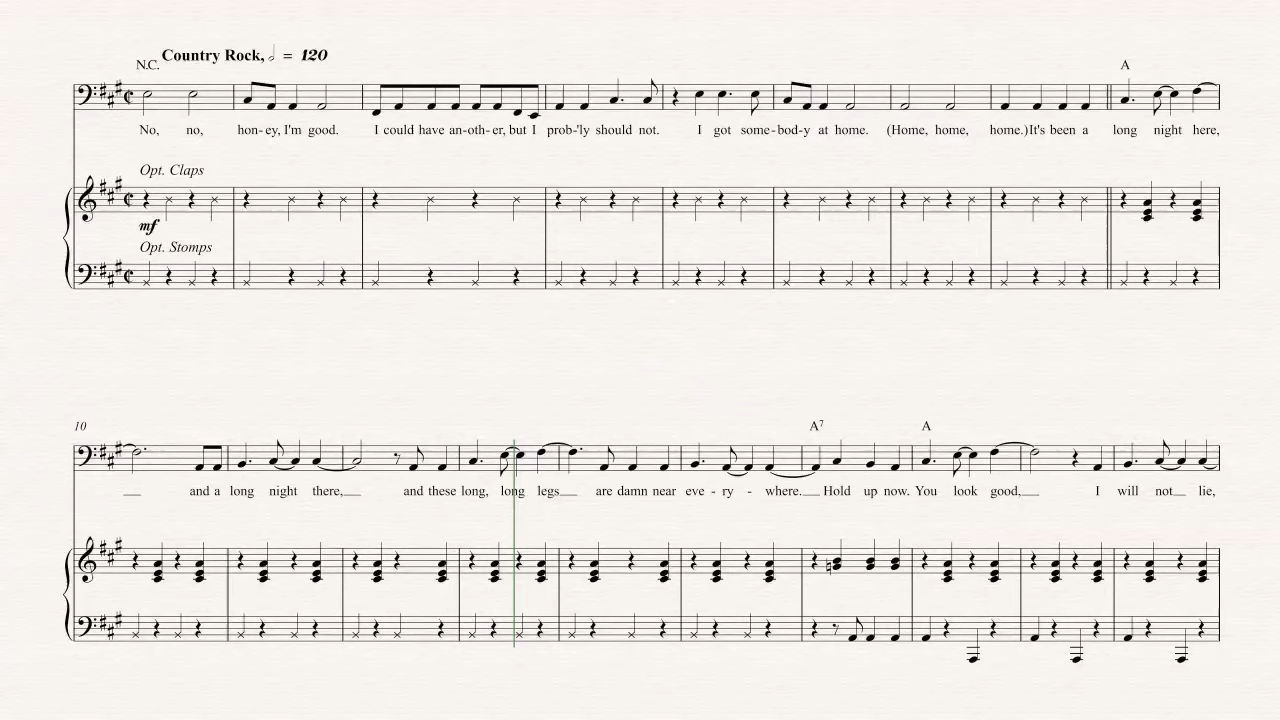 N.C. Country Rock, 𝅗𝅥 = 120 A
No, no, hon-ey, I'm good. I could have an-oth-er, but I prob-'ly should not. I got some-bod-y at home. (Home, home, home.)It's been a long night here,
Opt. Claps
mf
Opt. Stomps
10 A7 A
and a long night there, and these long, long legs are damn near eve - ry - where. Hold up now. You look good, I will not lie,